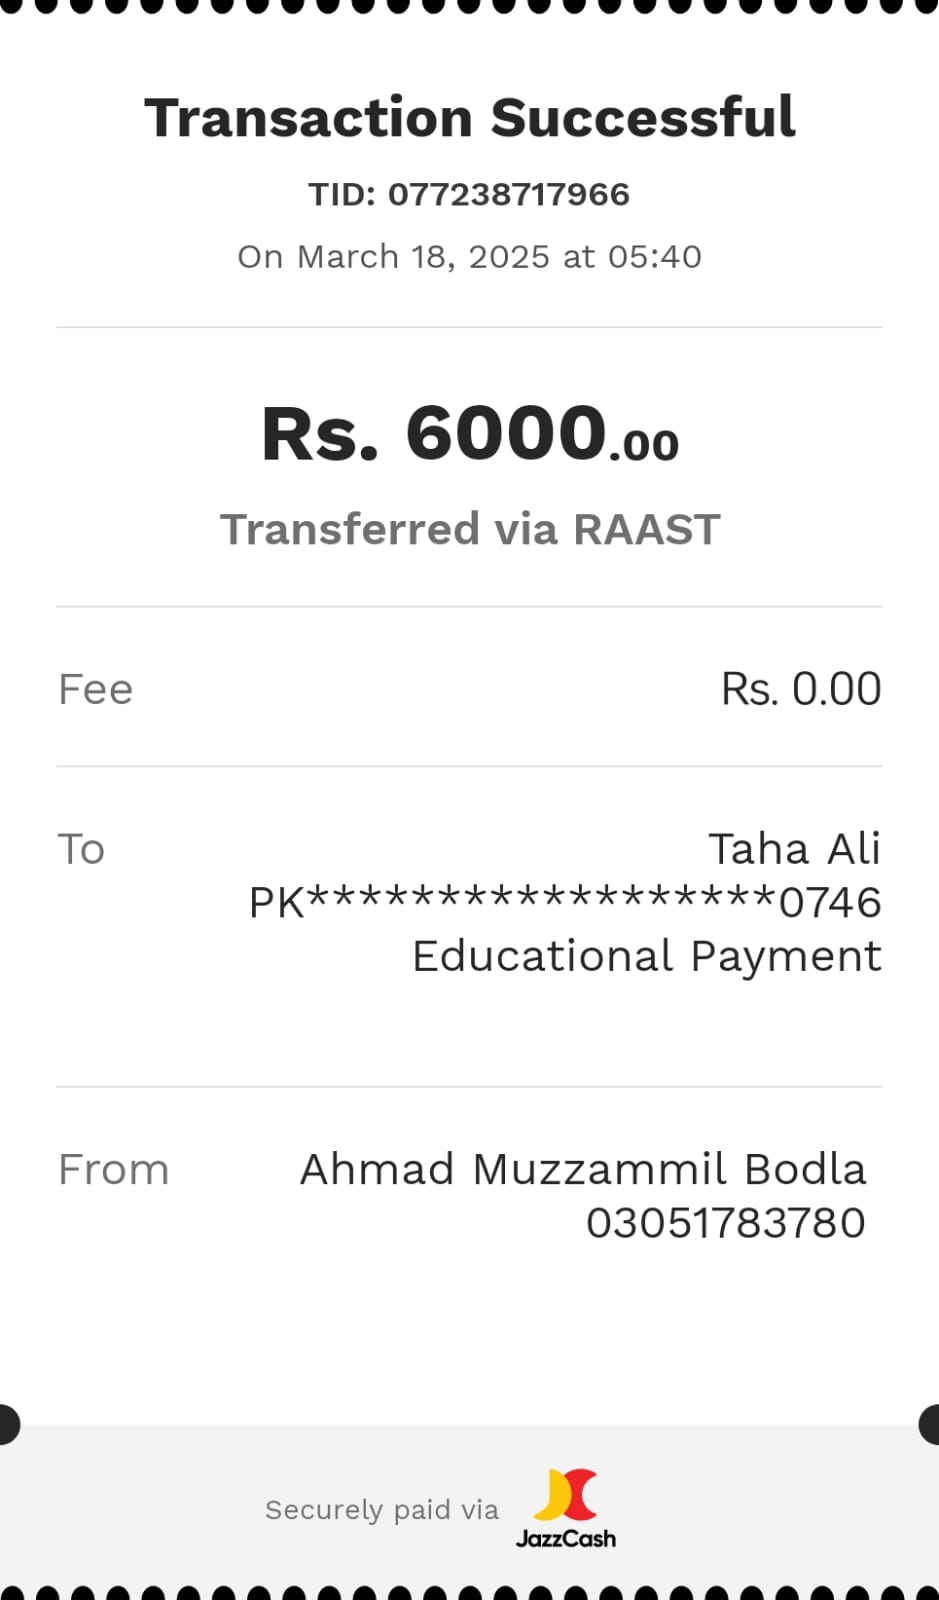 Transaction Successful
TID: 077238717966
On March 18, 2025 at 05:40
Rs. 6000.00
Transferred via RAAST
Fee Rs. 0.00
To Taha Ali
PK******************0746
Educational Payment
From Ahmad Muzzammil Bodla
03051783780
Securely paid via JazzCash